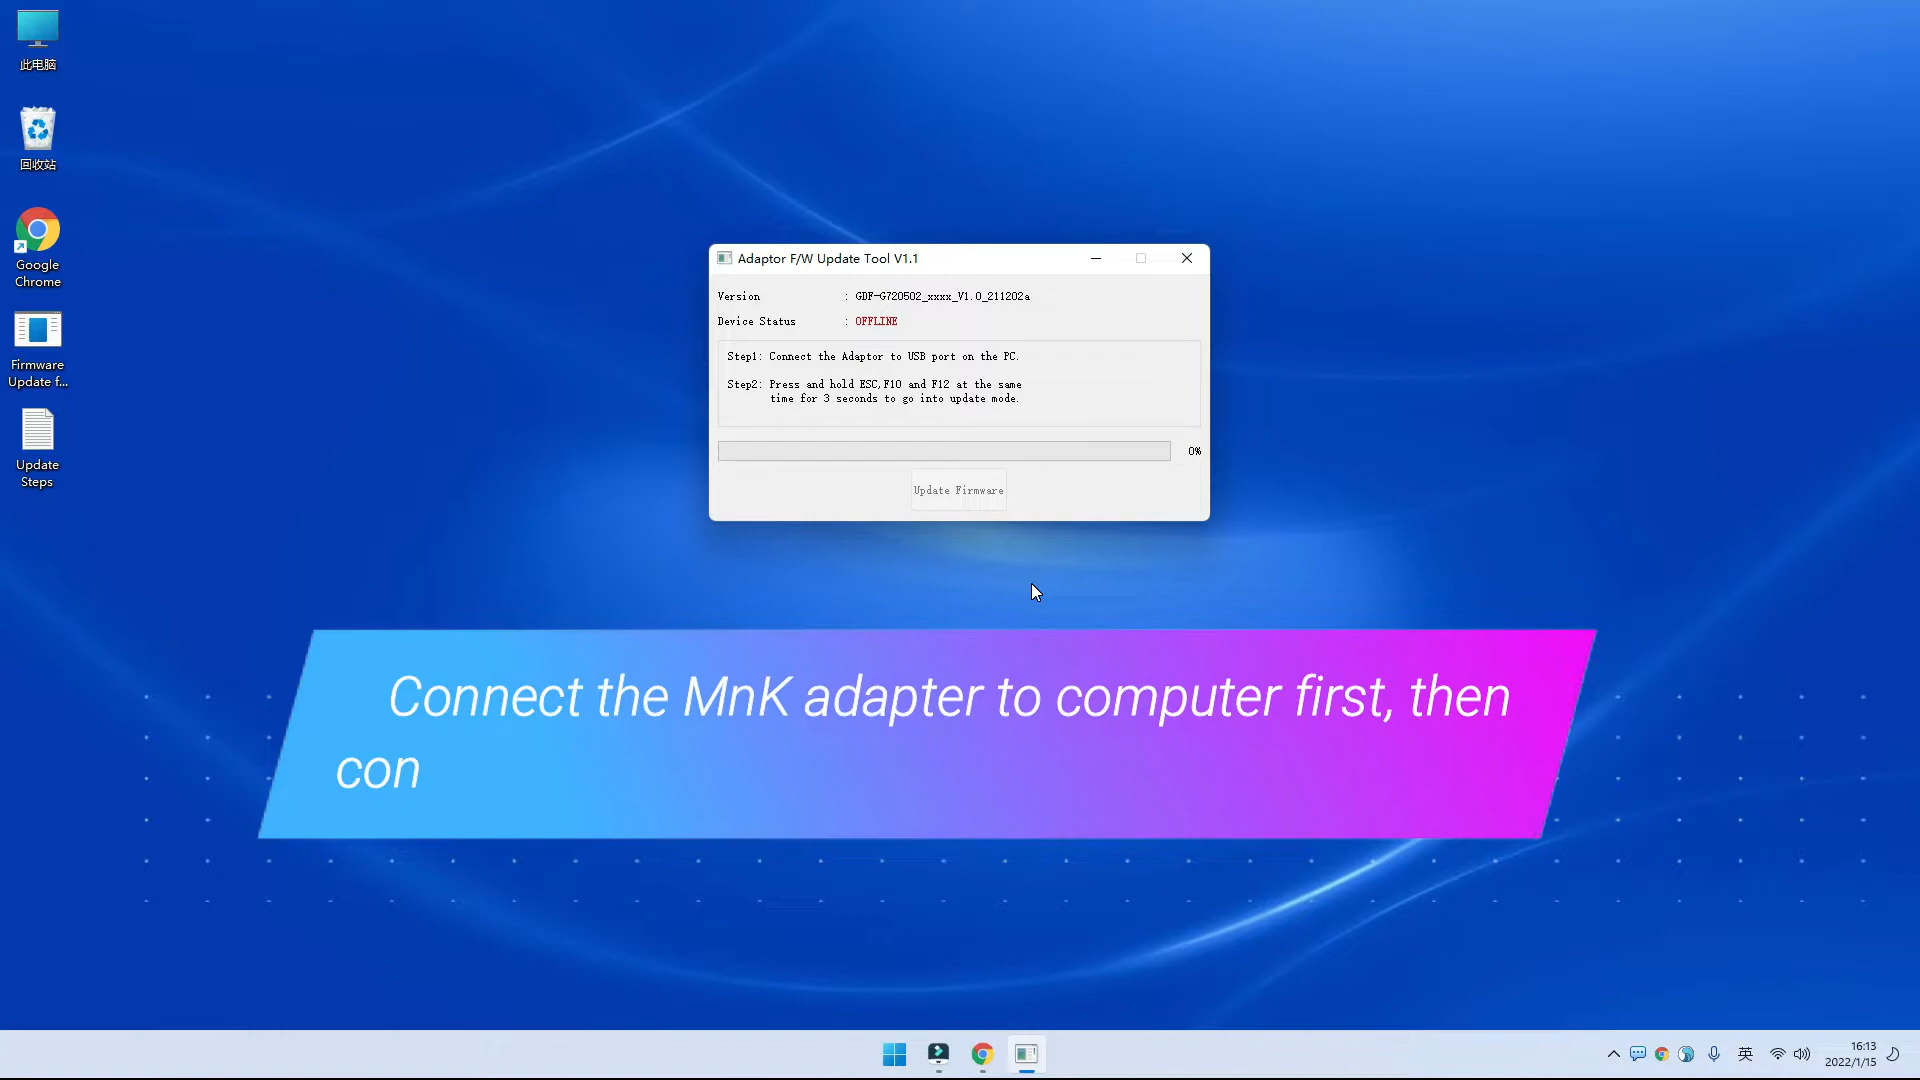 此电脑
回收站
Google
Chrome
Firmware
Update f...
Update
Steps
Adaptor F/W Update Tool V1.1
Version : GDF-G720502_xxxx_V1.0_211202a
Device Status : OFFLINE
Step1: Connect the Adaptor to USB port on the PC.
Step2: Press and hold ESC,F10 and F12 at the same
time for 3 seconds to go into update mode.
0%
Update Firmware
Connect the MnK adapter to computer first, then
con
英
16:13
2022/1/15